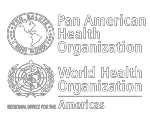 Pan American
Health
Organization
World Health
Organization
REGIONAL OFFICE FOR THE Americas